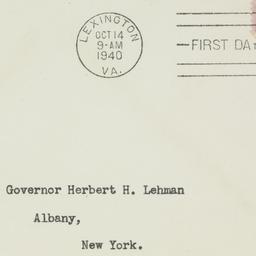 LEXINGTON
OCT 14
9-AM
1940
VA.
FIRST DA
Governor Herbert H. Lehman
Albany,
New York.